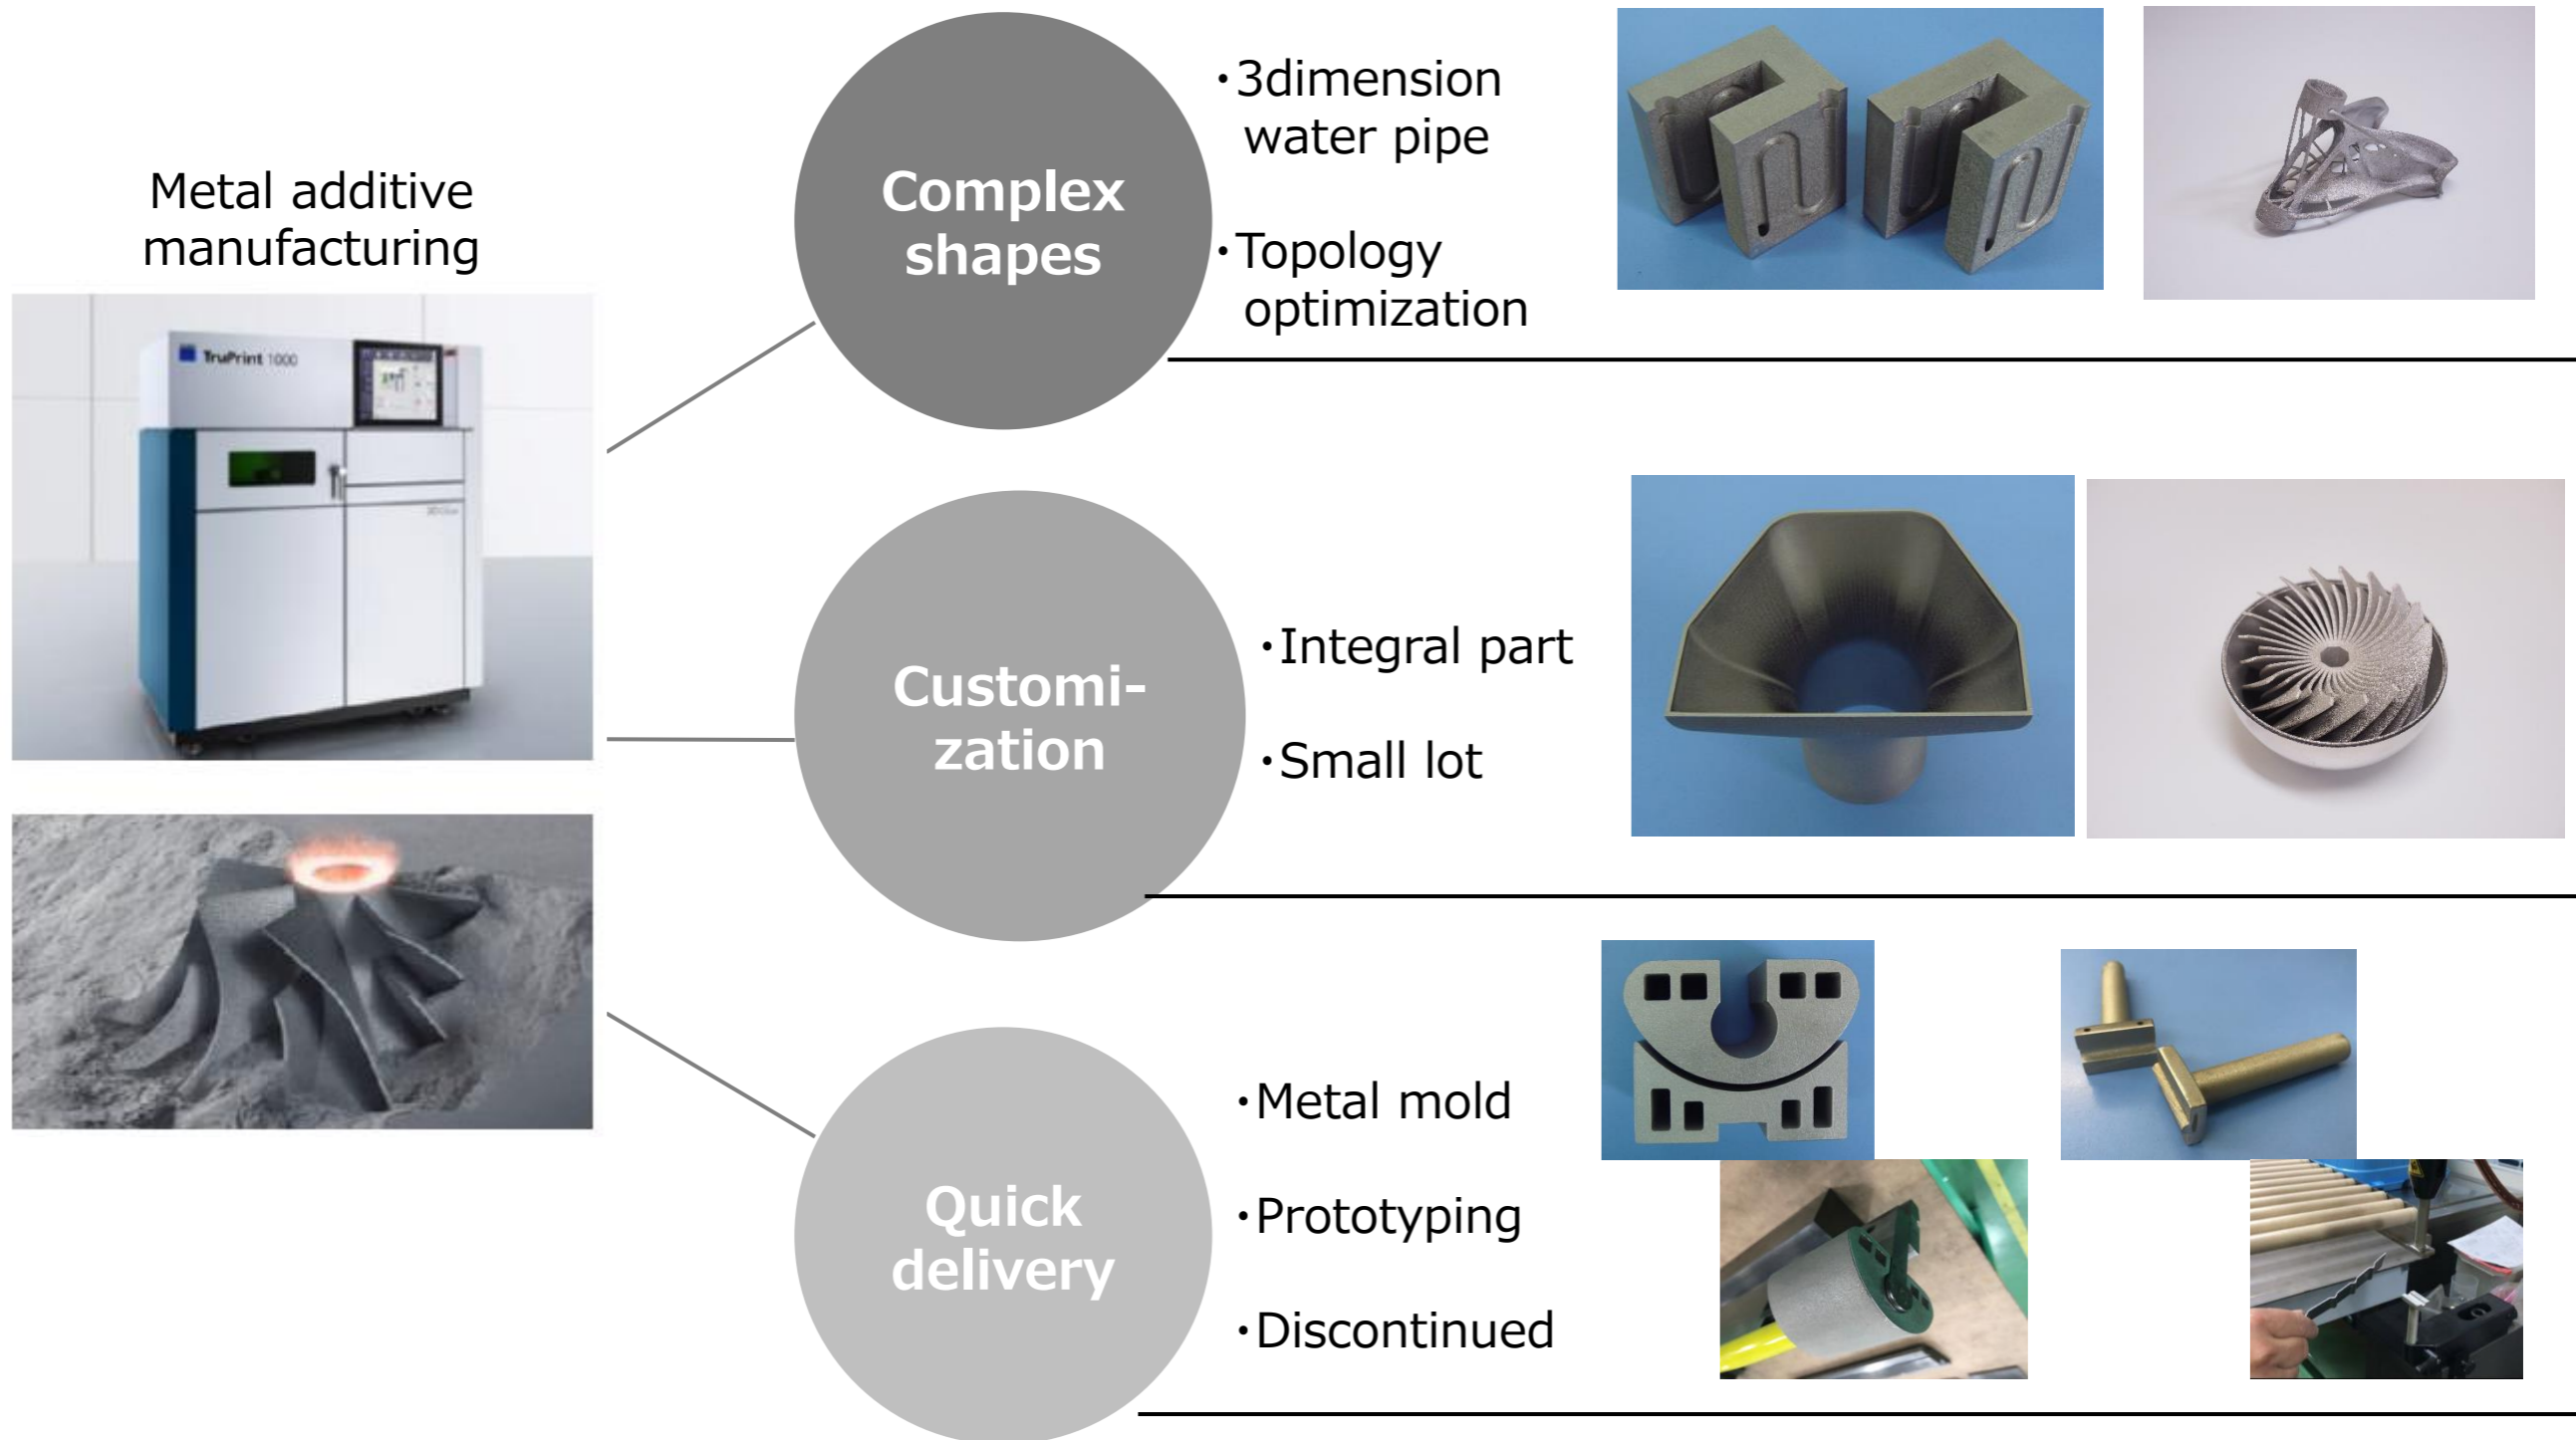 Metal additive
manufacturing
TruPrint 1000
Complex
shapes
・3dimension
water pipe
・Topology
optimization
Customi-
zation
・Integral part
・Small lot
Quick
delivery
・Metal mold
・Prototyping
・Discontinued